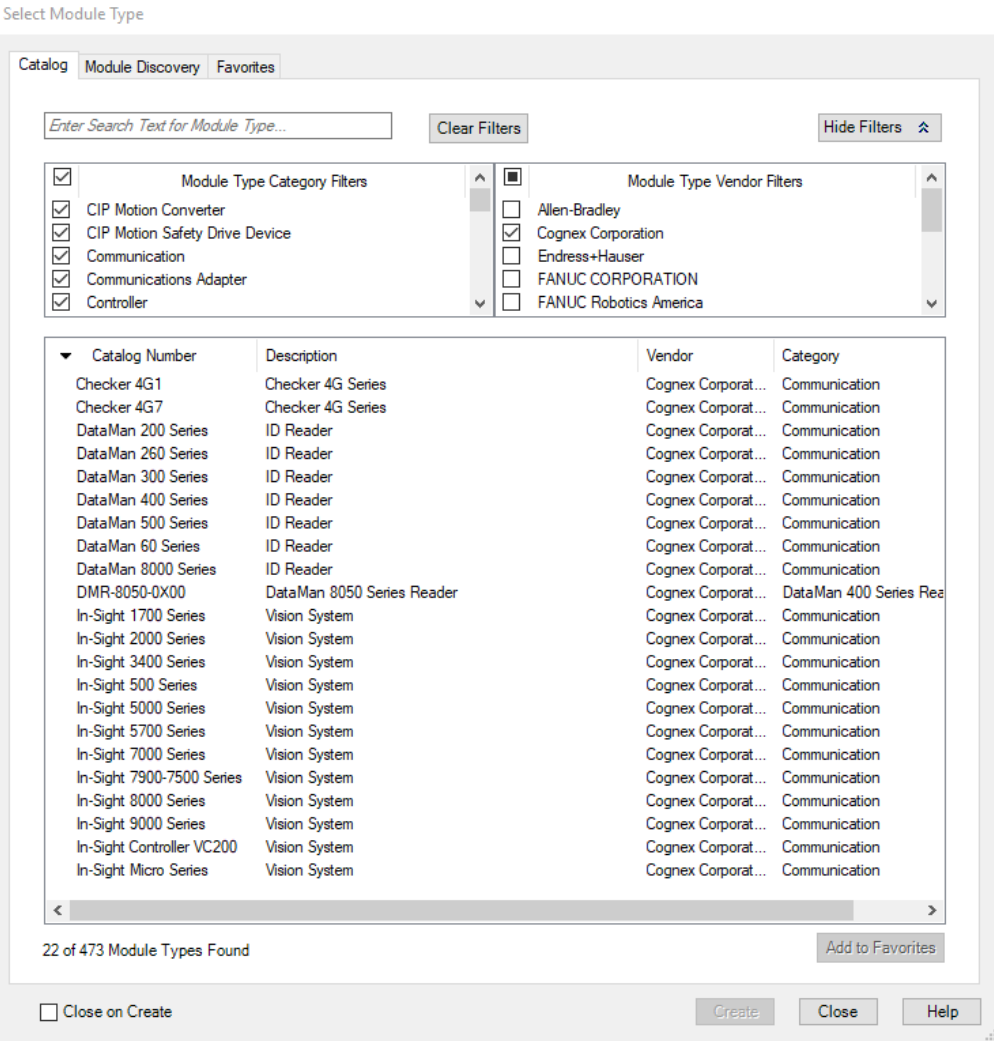 Select Module Type
Catalog Module Discovery Favorites
Enter Search Text for Module Type... Clear Filters Hide Filters
Module Type Category Filters Module Type Vendor Filters
CIP Motion Converter Allen-Bradley
CIP Motion Safety Drive Device Cognex Corporation
Communication Endress+Hauser
Communications Adapter FANUC CORPORATION
Controller FANUC Robotics America
Catalog Number Description Vendor Category
Checker 4G1 Checker 4G Series Cognex Corporat... Communication
Checker 4G7 Checker 4G Series Cognex Corporat... Communication
DataMan 200 Series ID Reader Cognex Corporat... Communication
DataMan 260 Series ID Reader Cognex Corporat... Communication
DataMan 300 Series ID Reader Cognex Corporat... Communication
DataMan 400 Series ID Reader Cognex Corporat... Communication
DataMan 500 Series ID Reader Cognex Corporat... Communication
DataMan 60 Series ID Reader Cognex Corporat... Communication
DataMan 8000 Series ID Reader Cognex Corporat... Communication
DMR-8050-0X00 DataMan 8050 Series Reader Cognex Corporat... DataMan 400 Series Rea
In-Sight 1700 Series Vision System Cognex Corporat... Communication
In-Sight 2000 Series Vision System Cognex Corporat... Communication
In-Sight 3400 Series Vision System Cognex Corporat... Communication
In-Sight 500 Series Vision System Cognex Corporat... Communication
In-Sight 5000 Series Vision System Cognex Corporat... Communication
In-Sight 5700 Series Vision System Cognex Corporat... Communication
In-Sight 7000 Series Vision System Cognex Corporat... Communication
In-Sight 7900-7500 Series Vision System Cognex Corporat... Communication
In-Sight 8000 Series Vision System Cognex Corporat... Communication
In-Sight 9000 Series Vision System Cognex Corporat... Communication
In-Sight Controller VC200 Vision System Cognex Corporat... Communication
In-Sight Micro Series Vision System Cognex Corporat... Communication
22 of 473 Module Types Found Add to Favorites
Close on Create Create Close Help